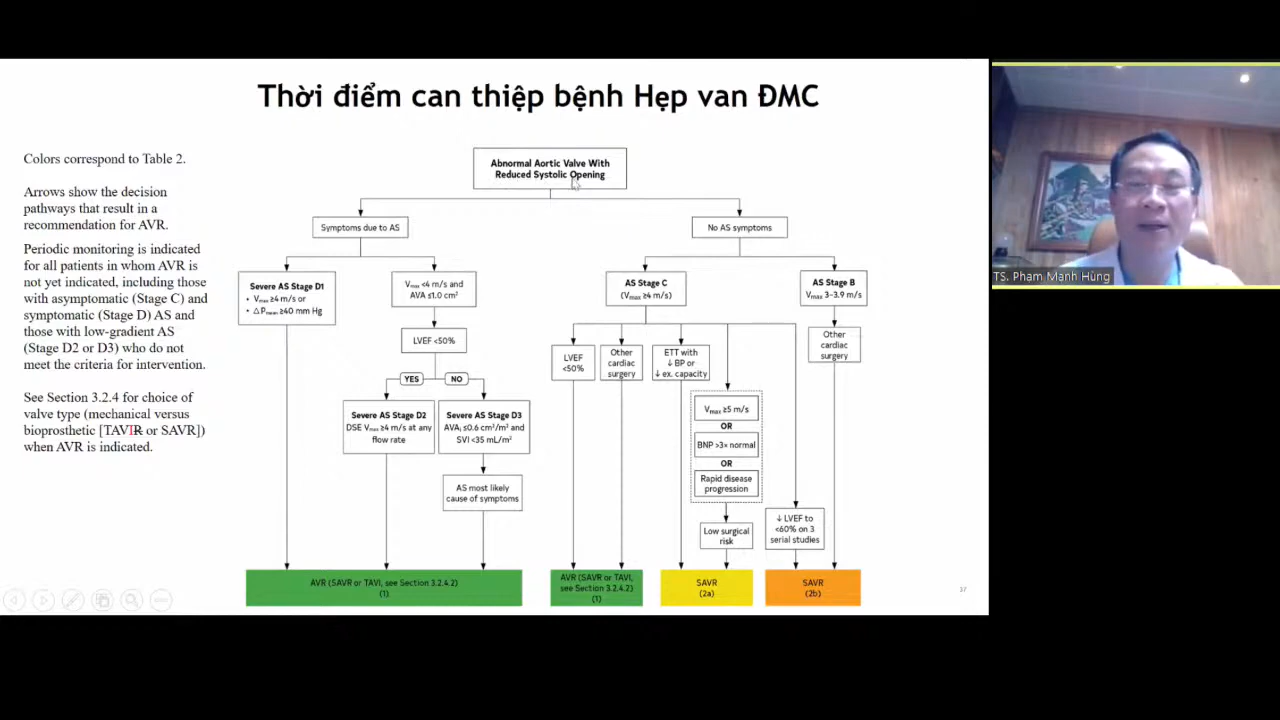 Thời điểm can thiệp bệnh Hẹp van ĐMC
Colors correspond to Table 2.
Arrows show the decision
pathways that result in a
recommendation for AVR.
Periodic monitoring is indicated
for all patients in whom AVR is
not yet indicated, including those
with asymptomatic (Stage C) and
symptomatic (Stage D) AS and
those with low-gradient AS
(Stage D2 or D3) who do not
meet the criteria for intervention.
See Section 3.2.4 for choice of
valve type (mechanical versus
bioprosthetic [TAVIR or SAVR])
when AVR is indicated.
Abnormal Aortic Valve With
Reduced Systolic Opening
Symptoms due to AS
No AS symptoms
Severe AS Stage D1
• Vmax ≥4 m/s or
• ΔPmean ≥40 mm Hg
Vmax <4 m/s and
AVA ≤1.0 cm²
AS Stage C
(Vmax ≥4 m/s)
AS Stage B
Vmax 3–3.9 m/s
LVEF <50%
YES
NO
Severe AS Stage D2
DSE Vmax ≥4 m/s at any
flow rate
Severe AS Stage D3
AVAi ≤0.6 cm²/m² and
SVI <35 mL/m²
AS most likely
cause of symptoms
LVEF
<50%
Other
cardiac
surgery
ETT with
↓ BP or
↓ ex. capacity
Other
cardiac
surgery
Vmax ≥5 m/s
OR
BNP >3× normal
OR
Rapid disease
progression
Low surgical
risk
↓ LVEF to
<60% on 3
serial studies
AVR (SAVR or TAVI, see Section 3.2.4.2)
(1)
AVR (SAVR or TAVI,
see Section 3.2.4.2)
(1)
SAVR
(2a)
SAVR
(2b)
37
TS. Phạm Mạnh Hùng